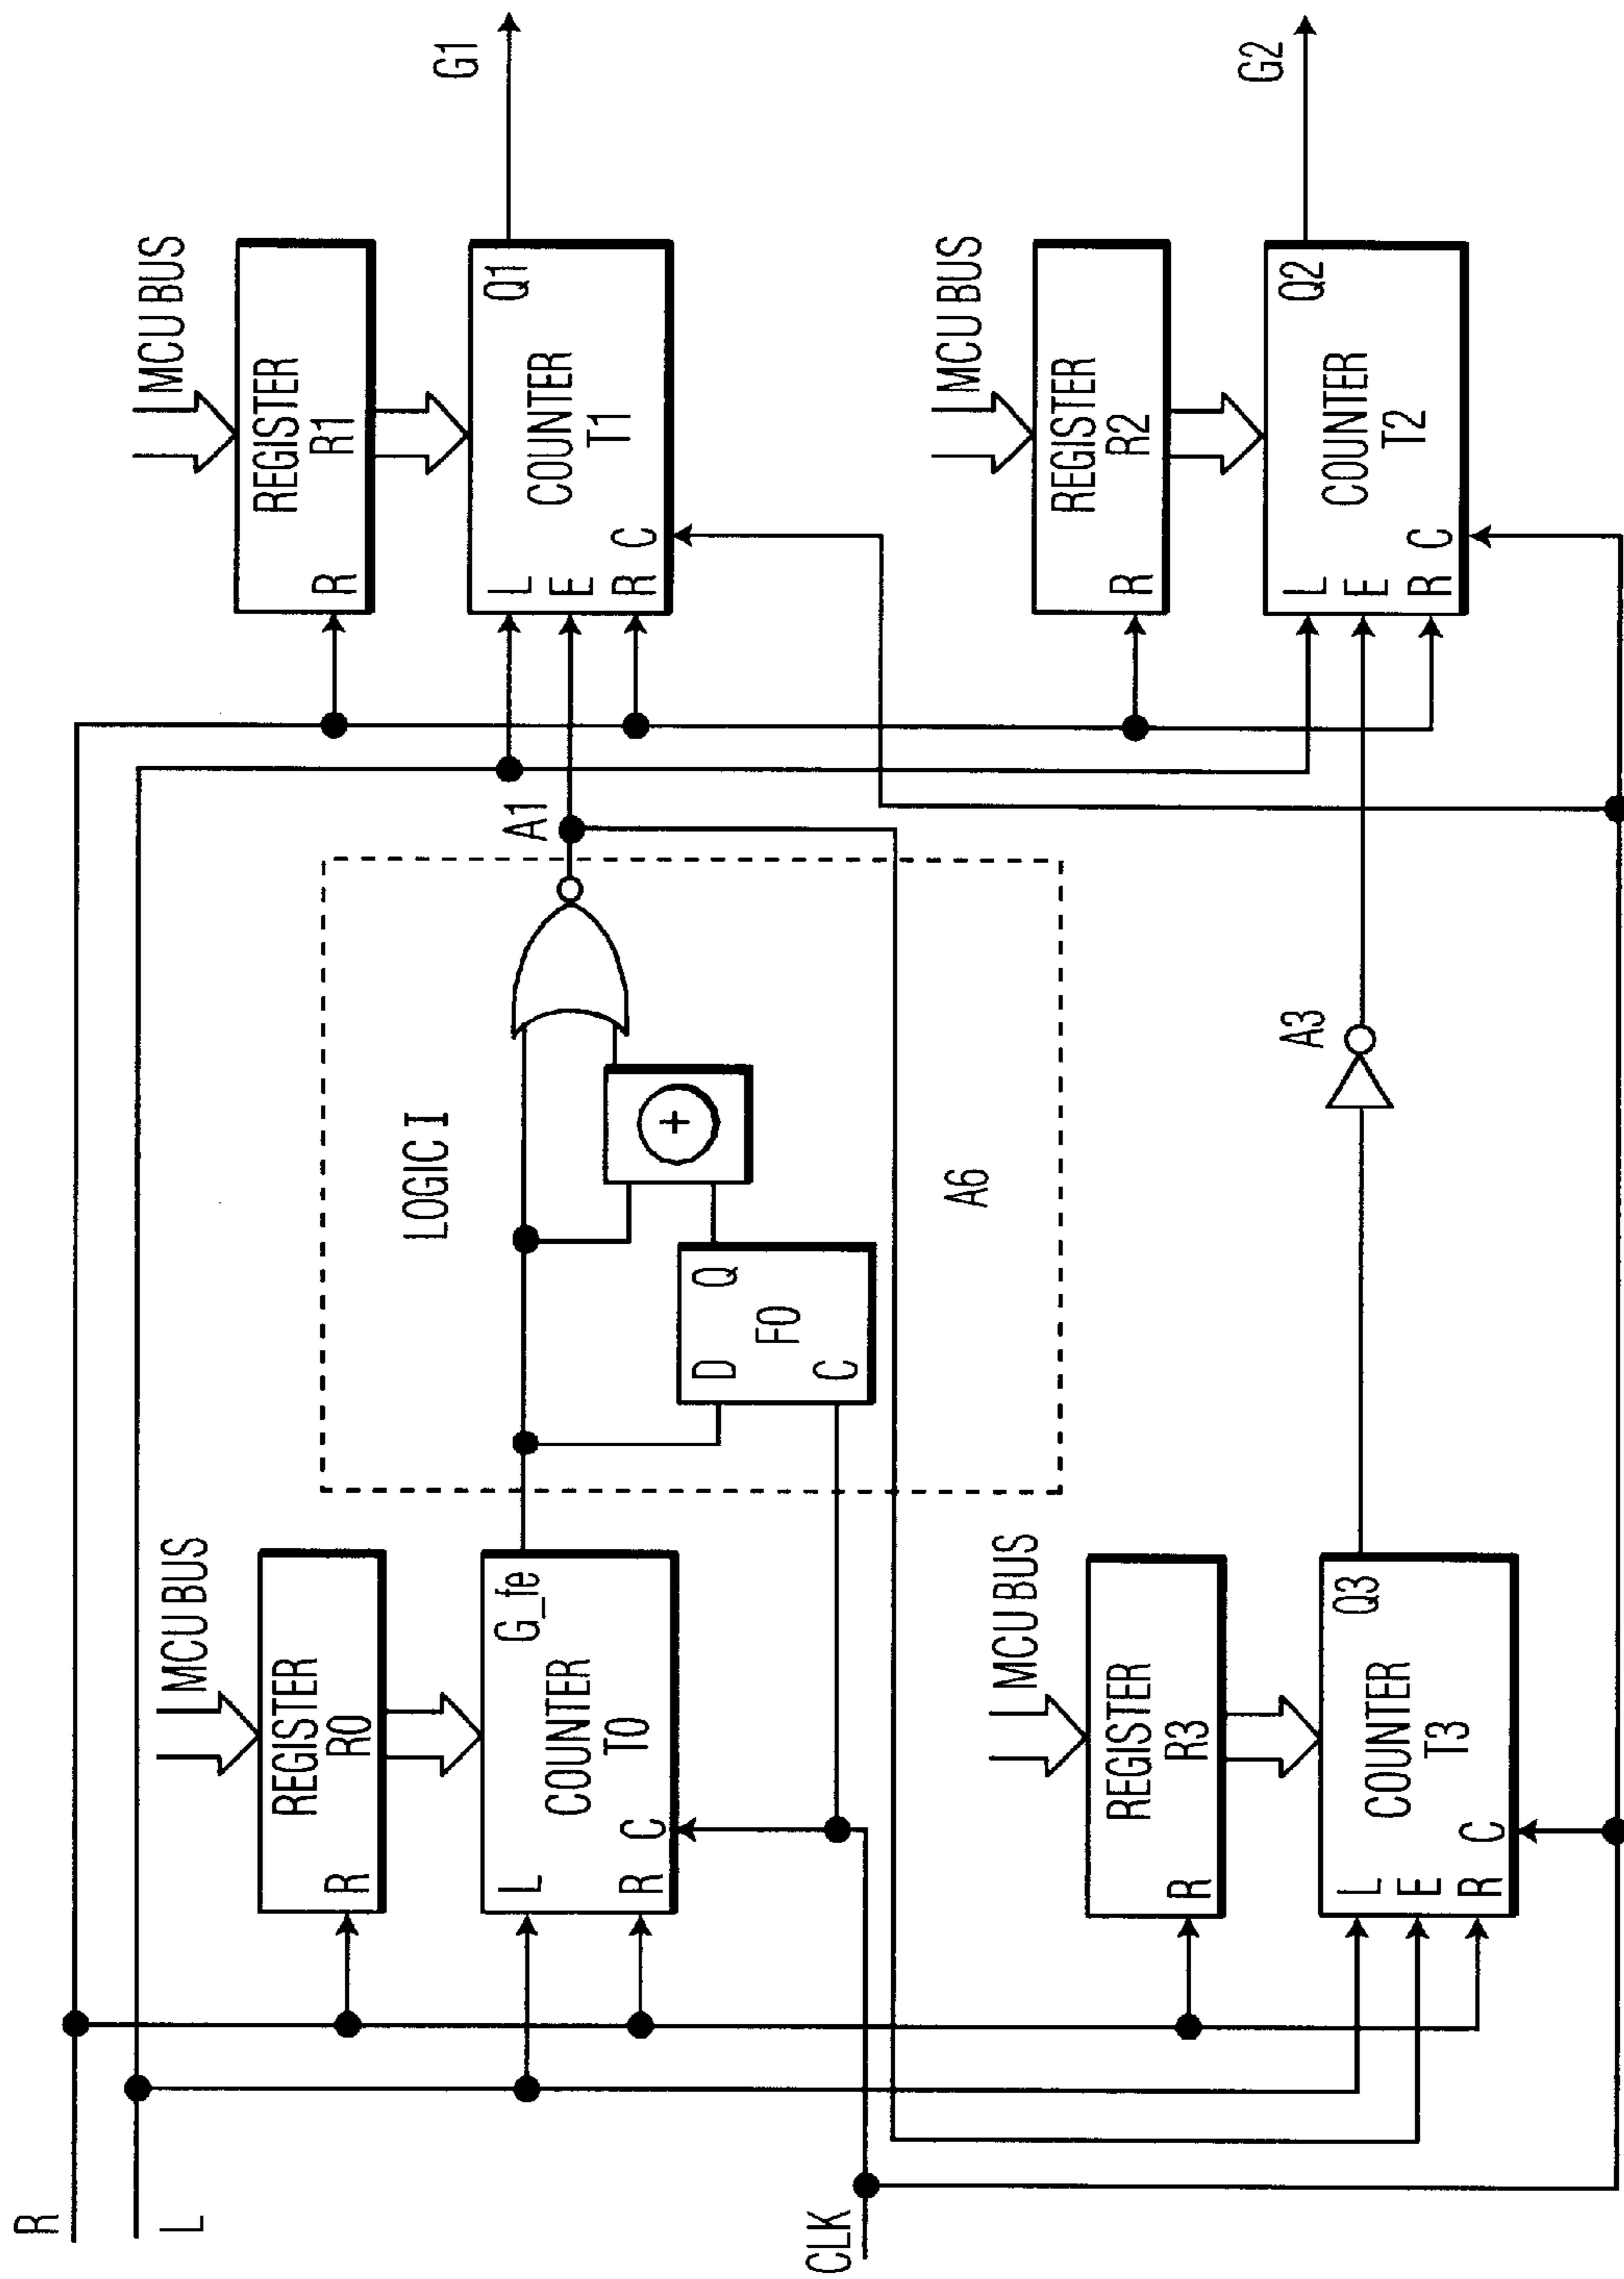 R
L
CLK
MCU BUS
REGISTER
R0
R
COUNTER
T0
L
R
C
G_fe
LOGIC I
D
Q
F0
C
+
A6
A1
MCU BUS
REGISTER
R1
R
COUNTER
T1
L
E
R
C
Q1
G1
MCU BUS
REGISTER
R3
R
COUNTER
T3
L
E
R
C
Q3
A3
MCU BUS
REGISTER
R2
R
COUNTER
T2
L
E
R
C
Q2
G2